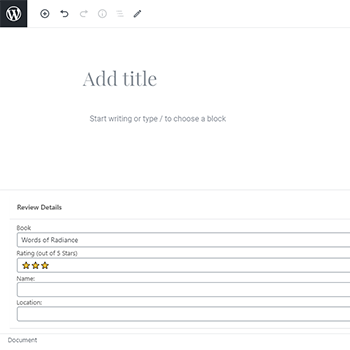 Add title
Start writing or type / to choose a block
Review Details
Book
Words of Radiance
Rating (out of 5 Stars)
Name:
Location:
Document